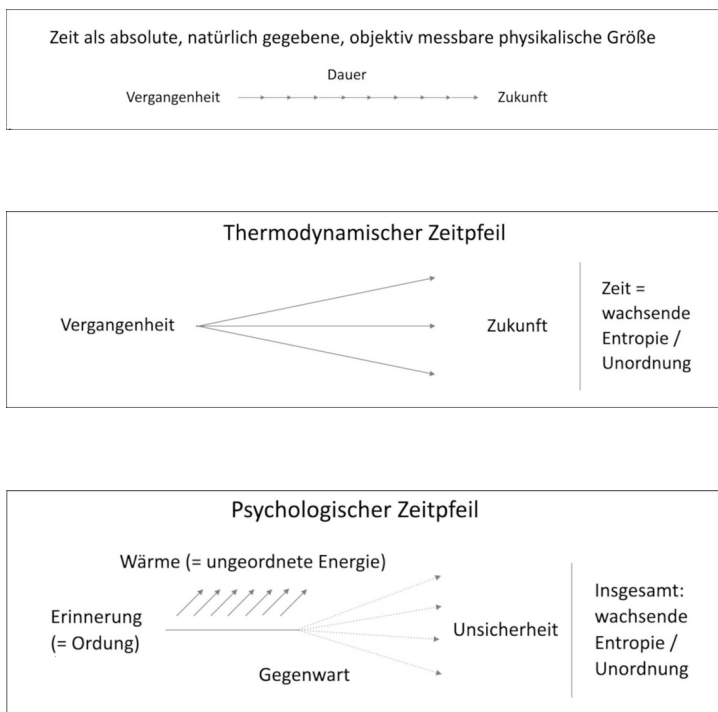 Zeit als absolute, natürlich gegebene, objektiv messbare physikalische Größe
Dauer
Vergangenheit
Zukunft
Thermodynamischer Zeitpfeil
Vergangenheit
Zukunft
Zeit =
wachsende
Entropie /
Unordnung
Psychologischer Zeitpfeil
Wärme (= ungeordnete Energie)
Erinnerung
(= Ordung)
Gegenwart
Unsicherheit
Insgesamt:
wachsende
Entropie /
Unordnung